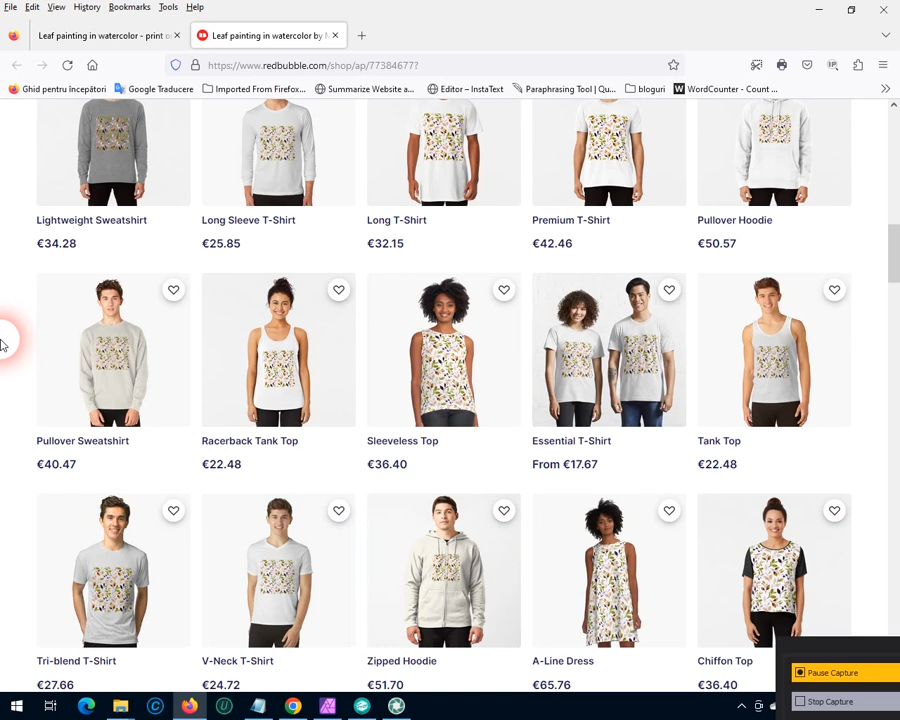 File Edit View History Bookmarks Tools Help
Leaf painting in watercolor - print o
Leaf painting in watercolor by
https://www.redbubble.com/shop/ap/77384677?
Ghid pentru începători
Google Traducere
Imported From Firefox...
Summarize Website a...
Editor – InstaText
Paraphrasing Tool | Qu...
bloguri
WordCounter - Count ...
Lightweight Sweatshirt
€34.28
Long Sleeve T-Shirt
€25.85
Long T-Shirt
€32.15
Premium T-Shirt
€42.46
Pullover Hoodie
€50.57
Pullover Sweatshirt
€40.47
Racerback Tank Top
€22.48
Sleeveless Top
€36.40
Essential T-Shirt
From €17.67
Tank Top
€22.48
Tri-blend T-Shirt
€27.66
V-Neck T-Shirt
€24.72
Zipped Hoodie
€51.70
A-Line Dress
€65.76
Chiffon Top
€36.40
Pause Capture
Stop Capture